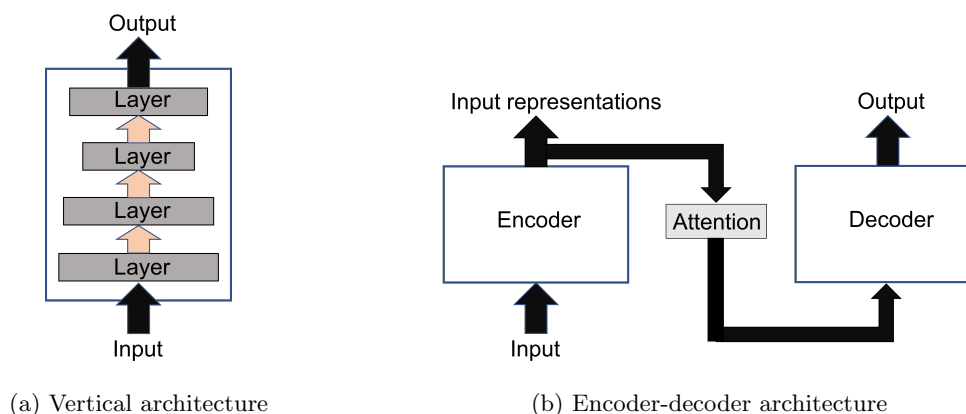 Output
Layer
Layer
Layer
Layer
Input
(a) Vertical architecture
Input representations
Output
Encoder
Attention
Decoder
Input
(b) Encoder-decoder architecture